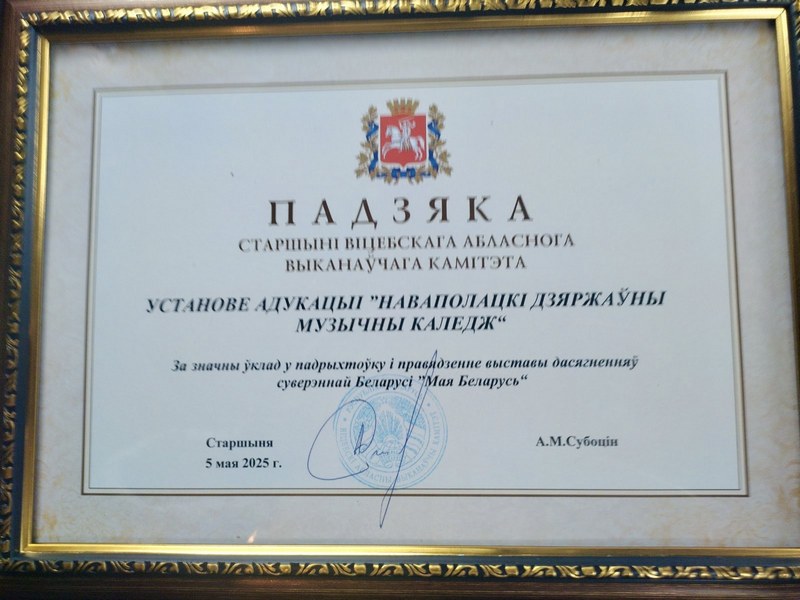 ПАДЗЯКА
СТАРШЫНІ ВІЦЕБСКАГА АБЛАСНОГА
ВЫКАНАЎЧАГА КАМІТЭТА
УСТАНОВЕ АДУКАЦЫІ "НАВАПОЛАЦКІ ДЗЯРЖАЎНЫ
МУЗЫЧНЫ КАЛЕДЖ“
За значны ўклад у падрыхтоўку і правядзенне выставы дасягненняў
суверэннай Беларусі "Мая Беларусь“
Старшыня
А.М.Субоцін
5 мая 2025 г.